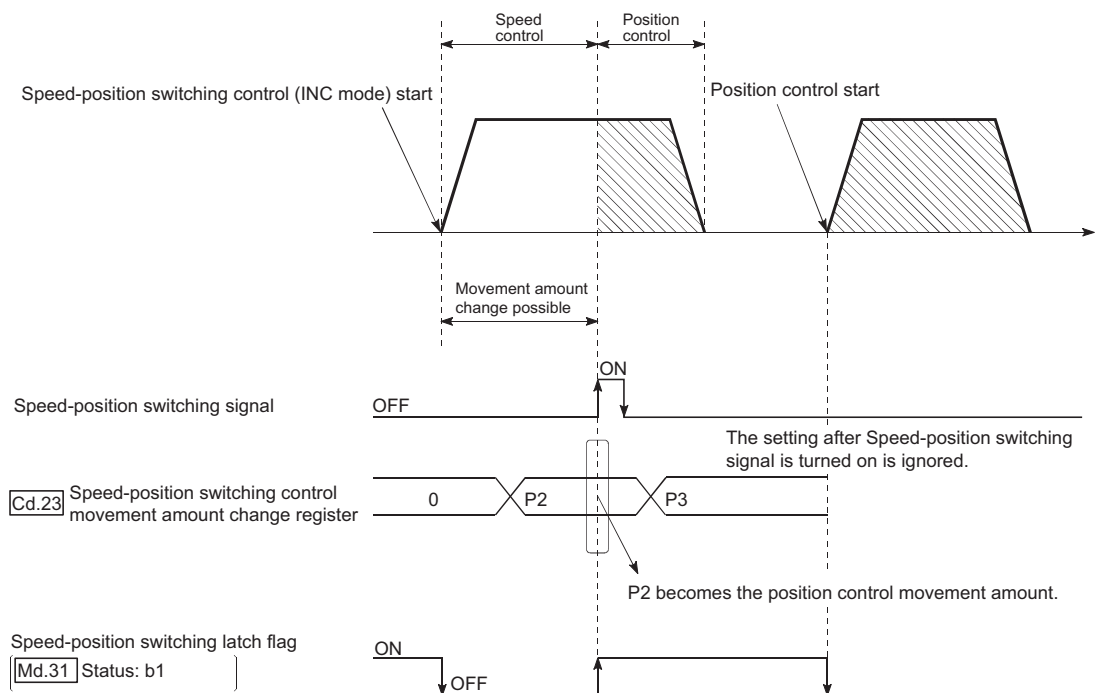 Speed
control
Position
control
Speed-position switching control (INC mode) start
Position control start
Movement amount
change possible
ON
Speed-position switching signal
OFF
The setting after Speed-position switching
signal is turned on is ignored.
Cd.23 Speed-position switching control
movement amount change register
0
P2
P3
P2 becomes the position control movement amount.
Speed-position switching latch flag
Md.31 Status: b1
ON
OFF